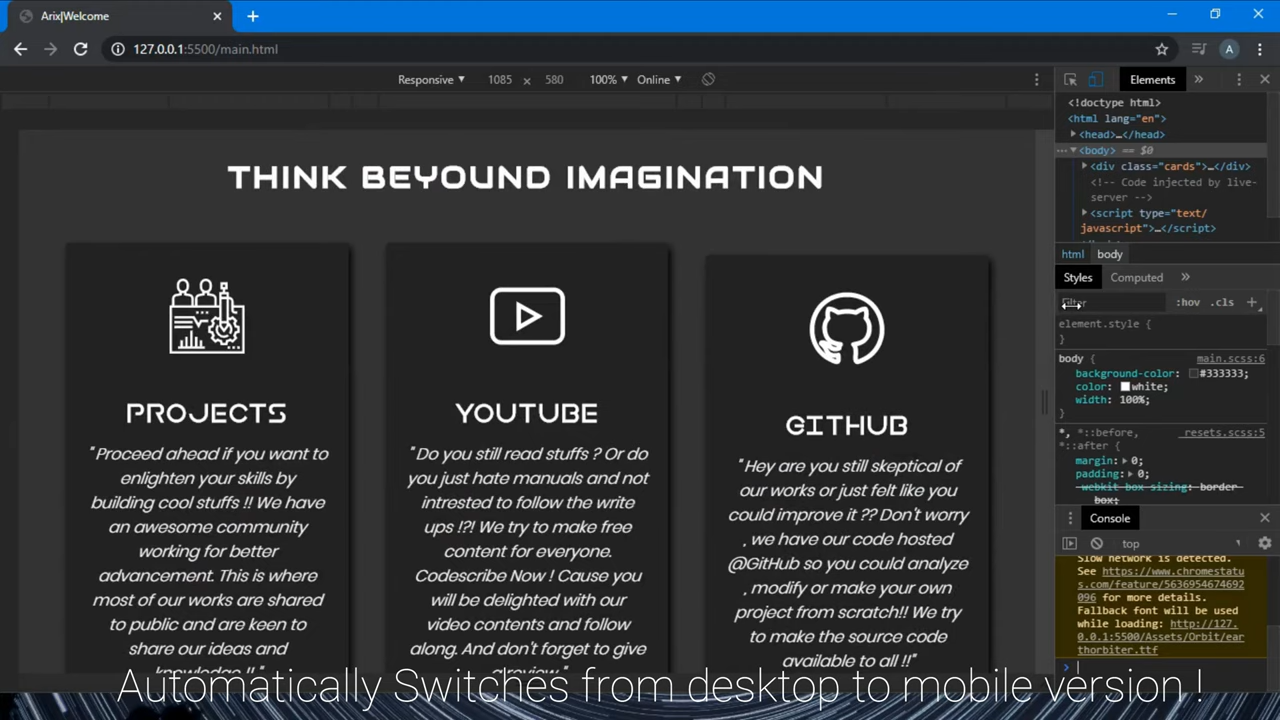 Arix|Welcome
127.0.0.1:5500/main.html
A
Responsive 1085 × 580 100% Online
Elements
<!doctype html>
<html lang="en">
<head>…</head>
<body> == $0
<div class="cards">…</div>
<!-- Code injected by live-
server -->
<script type="text/
javascript">…</script>
html body
Styles Computed
Filter :hov .cls
element.style {
}
body { main.scss:6
background-color: #333333;
color: white;
width: 100%;
}
*, *::before, _resets.scss:5
*::after {
margin: 0;
padding: 0;
-webkit-box-sizing: border-
box;
Console
top
Slow network is detected.
See https://www.chromestatu
s.com/feature/5636954674692
096 for more details.
Fallback font will be used
while loading: http://127.
0.0.1:5500/Assets/Orbit/ear
thorbiter.ttf
THINK BEYOUND IMAGINATION
PROJECTS
"Proceed ahead if you want to
enlighten your skills by
building cool stuffs !! We have
an awesome community
working for better
advancement. This is where
most of our works are shared
to public and are keen to
share our ideas and
knowledge !!"
YOUTUBE
"Do you still read stuffs ? Or do
you just hate manuals and not
intrested to follow the write
ups !?! We try to make free
content for everyone.
Codescribe Now ! Cause you
will be delighted with our
video contents and follow
along. And don't forget to give
a
GITHUB
"Hey are you still skeptical of
our works or just felt like you
could improve it ?? Don't worry
, we have our code hosted
@GitHub so you could analyze
, modify or make your own
project from scratch!! We try
to make the source code
available to all !!"
Automatically Switches from desktop to mobile version !